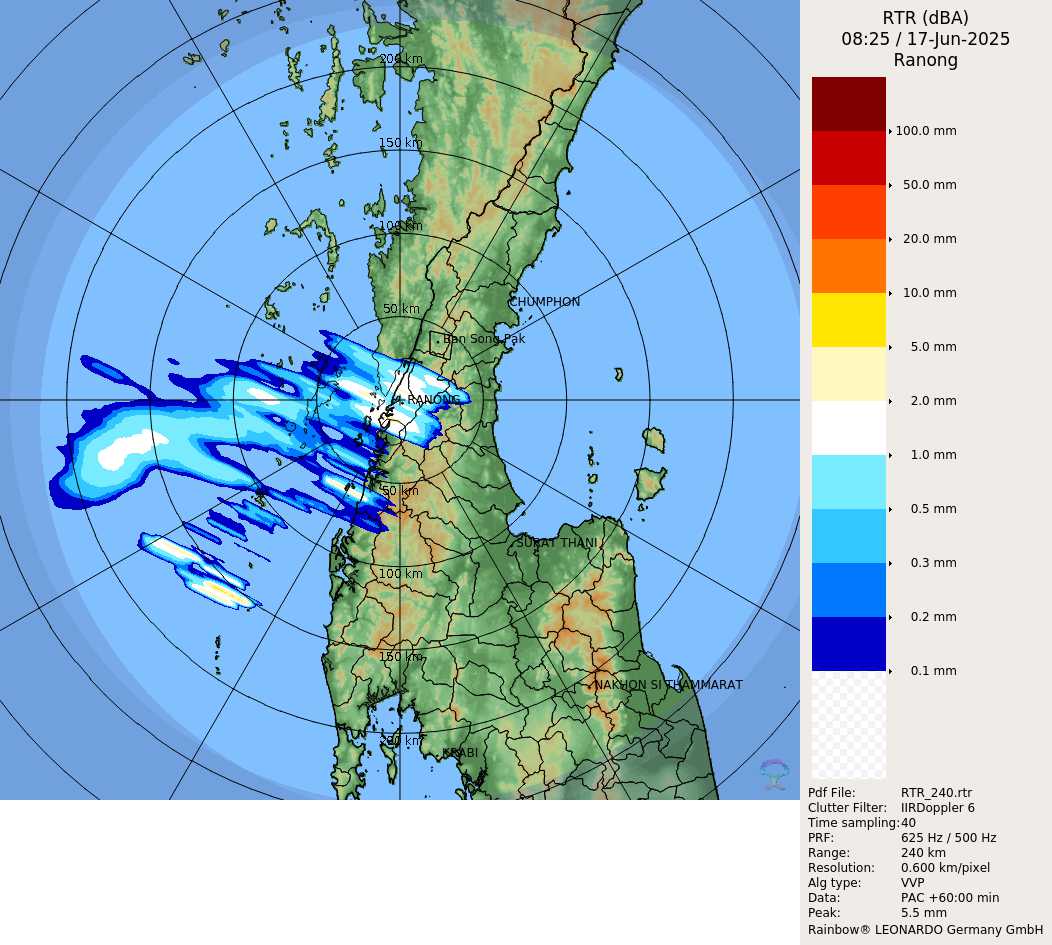 RTR (dBA)
08:25 / 17-Jun-2025
Ranong
200 km
150 km
100 km
50 km
CHUMPHON
Ban Song Pak
RANONG
50 km
SURAT THANI
100 km
150 km
NAKHON SI THAMMARAT
200 km
KRABI
100.0 mm
50.0 mm
20.0 mm
10.0 mm
5.0 mm
2.0 mm
1.0 mm
0.5 mm
0.3 mm
0.2 mm
0.1 mm
Pdf File: RTR_240.rtr
Clutter Filter: IIRDoppler 6
Time sampling:40
PRF: 625 Hz / 500 Hz
Range: 240 km
Resolution: 0.600 km/pixel
Alg type: VVP
Data: PAC +60:00 min
Peak: 5.5 mm
Rainbow® LEONARDO Germany GmbH